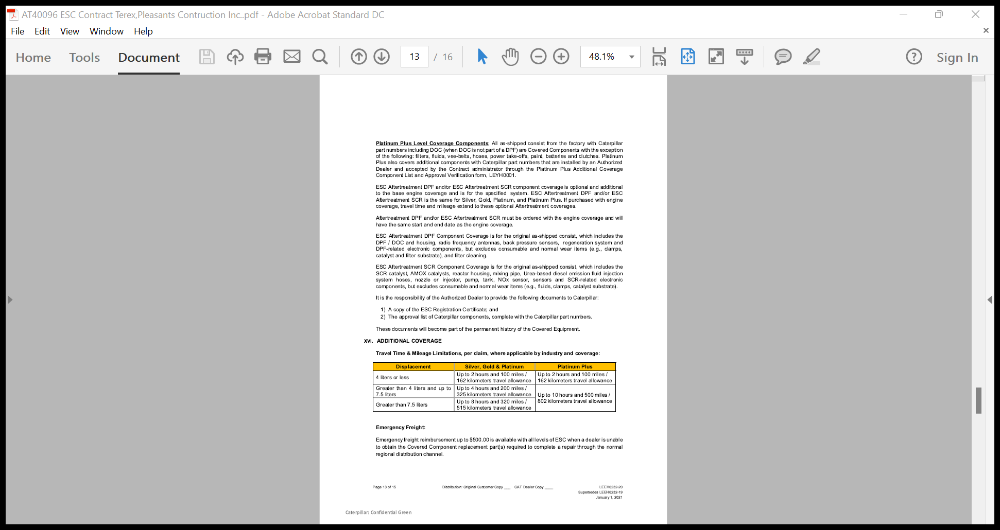 AT40096 ESC Contract Terex,Pleasants Contruction Inc..pdf - Adobe Acrobat Standard DC
File Edit View Window Help
Home Tools Document 13 / 16 48.1% Sign In
Platinum Plus Level Coverage Components: All as-shipped consist from the factory with Caterpillar
part numbers including DOC (when DOC is not part of a DPF) are Covered Components with the exception
of the following: filters, fluids, vee-belts, hoses, power take-offs, paint, batteries and clutches. Platinum
Plus also covers additional components with Caterpillar part numbers that are installed by an Authorized
Dealer and accepted by the Contract administrator through the Platinum Plus Additional Coverage
Component List and Approval Verification form, LEYH0001.
ESC Aftertreatment DPF and/or ESC Aftertreatment SCR component coverage is optional and additional
to the base engine coverage and is for the specified system. ESC Aftertreatment DPF and/or ESC
Aftertreatment SCR is the same for Silver, Gold, Platinum, and Platinum Plus. If purchased with engine
coverage, travel time and mileage extend to these optional Aftertreatment coverages.
Aftertreatment DPF and/or ESC Aftertreatment SCR must be ordered with the engine coverage and will
have the same start and end date as the engine coverage.
ESC Aftertreatment DPF Component Coverage is for the original as-shipped consist, which includes the
DPF / DOC and housing, radio frequency antennas, back pressure sensors, regeneration system and
DPF-related electronic components, but excludes consumable and normal wear items (e.g., clamps,
catalyst and filter substrate), and filter cleaning.
ESC Aftertreatment SCR Component Coverage is for the original as-shipped consist, which includes the
SCR catalyst, AMOX catalysts, reactor housing, mixing pipe, Urea-based diesel emission fluid injection
system hoses, nozzle or injector, pump, tank, NOx sensor, sensors and SCR-related electronic
components, but excludes consumable and normal wear items (e.g., fluids, clamps, catalyst substrate).
It is the responsibility of the Authorized Dealer to provide the following documents to Caterpillar:
1) A copy of the ESC Registration Certificate; and
2) The approval list of Caterpillar components, complete with the Caterpillar part numbers.
These documents will become part of the permanent history of the Covered Equipment.
XVI. ADDITIONAL COVERAGE
Travel Time & Mileage Limitations, per claim, where applicable by industry and coverage:
Displacement Silver, Gold & Platinum Platinum Plus
4 liters or less Up to 2 hours and 100 miles / 162 kilometers travel allowance Up to 2 hours and 100 miles / 162 kilometers travel allowance
Greater than 4 liters and up to 7.5 liters Up to 4 hours and 200 miles / 325 kilometers travel allowance Up to 10 hours and 500 miles / 802 kilometers travel allowance
Greater than 7.5 liters Up to 8 hours and 320 miles / 515 kilometers travel allowance
Emergency Freight:
Emergency freight reimbursement up to $500.00 is available with all levels of ESC when a dealer is unable
to obtain the Covered Component replacement part(s) required to complete a repair through the normal
regional distribution channel.
Page 13 of 15 Distribution: Original Customer Copy ___ CAT Dealer Copy ____ LEEH6232-20
Supersedes LEEH6232-19
January 1, 2021
Caterpillar: Confidential Green